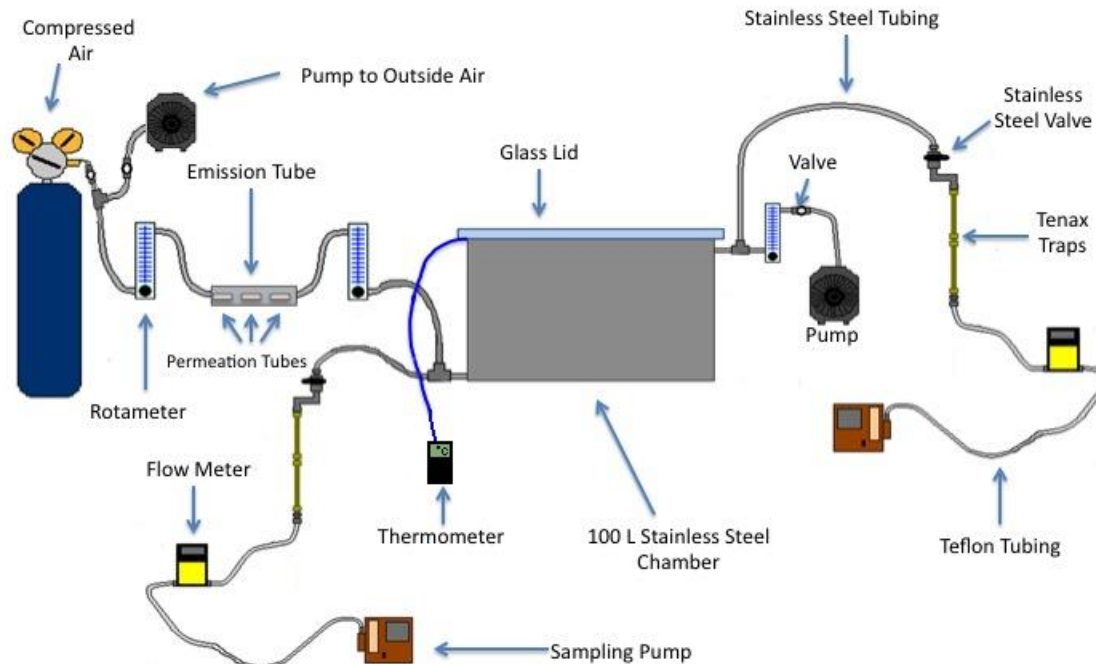 Compressed
Air
Pump to Outside Air
Emission Tube
Glass Lid
Stainless Steel Tubing
Stainless
Steel Valve
Valve
Tenax
Traps
Permeation Tubes
Pump
Rotameter
°C
Flow Meter
Thermometer
100 L Stainless Steel
Chamber
Teflon Tubing
Sampling Pump